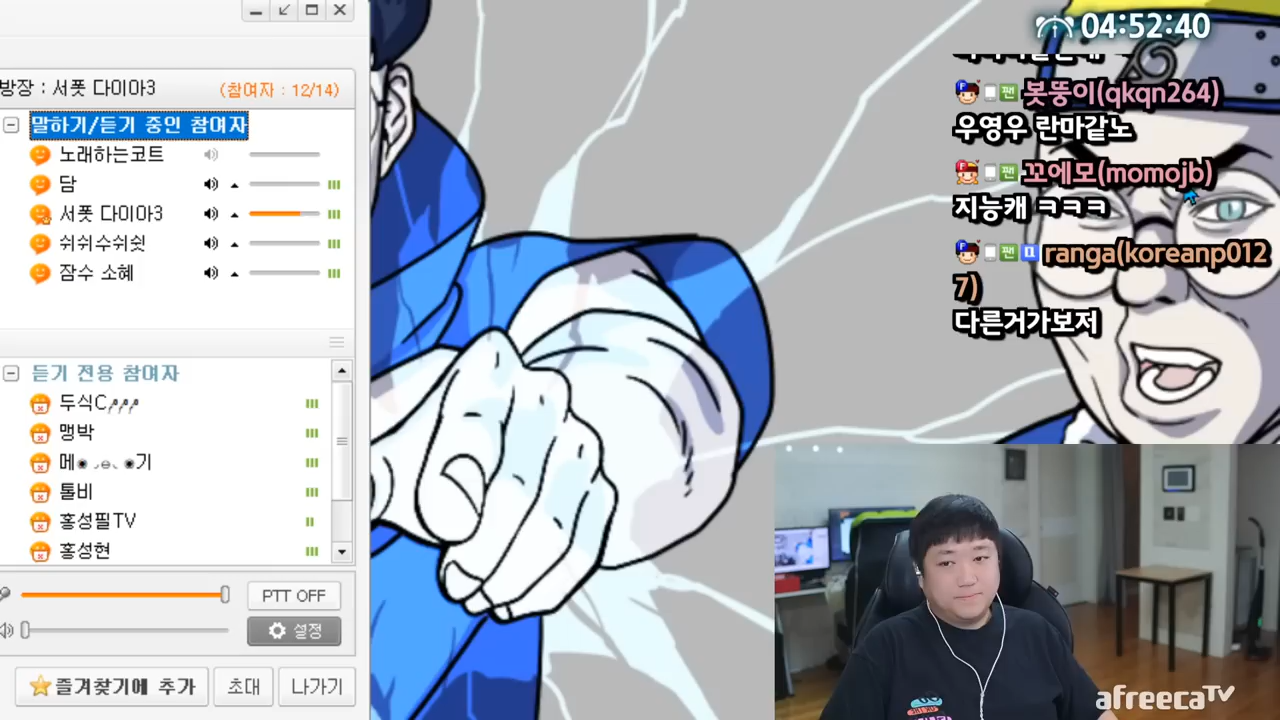 방장 : 서폿 다이아3
(참여자 : 12/14)
말하기/듣기 중인 참여자
노래하는코트
담
서폿 다이아3
쉬쉬수쉬쉿
잠수 소혜
듣기 전용 참여자
두식C
맹박
톨비
홍성필TV
홍성현
PTT OFF
설정
즐겨찾기에 추가
초대
나가기
04:52:40
봇뚱이(qkqn264)
우영우 란마같노
꼬에모(momojb)
지능캐 ㅋㅋㅋ
ranga(koreanp012
7)
다른거가보저
afreecaTV